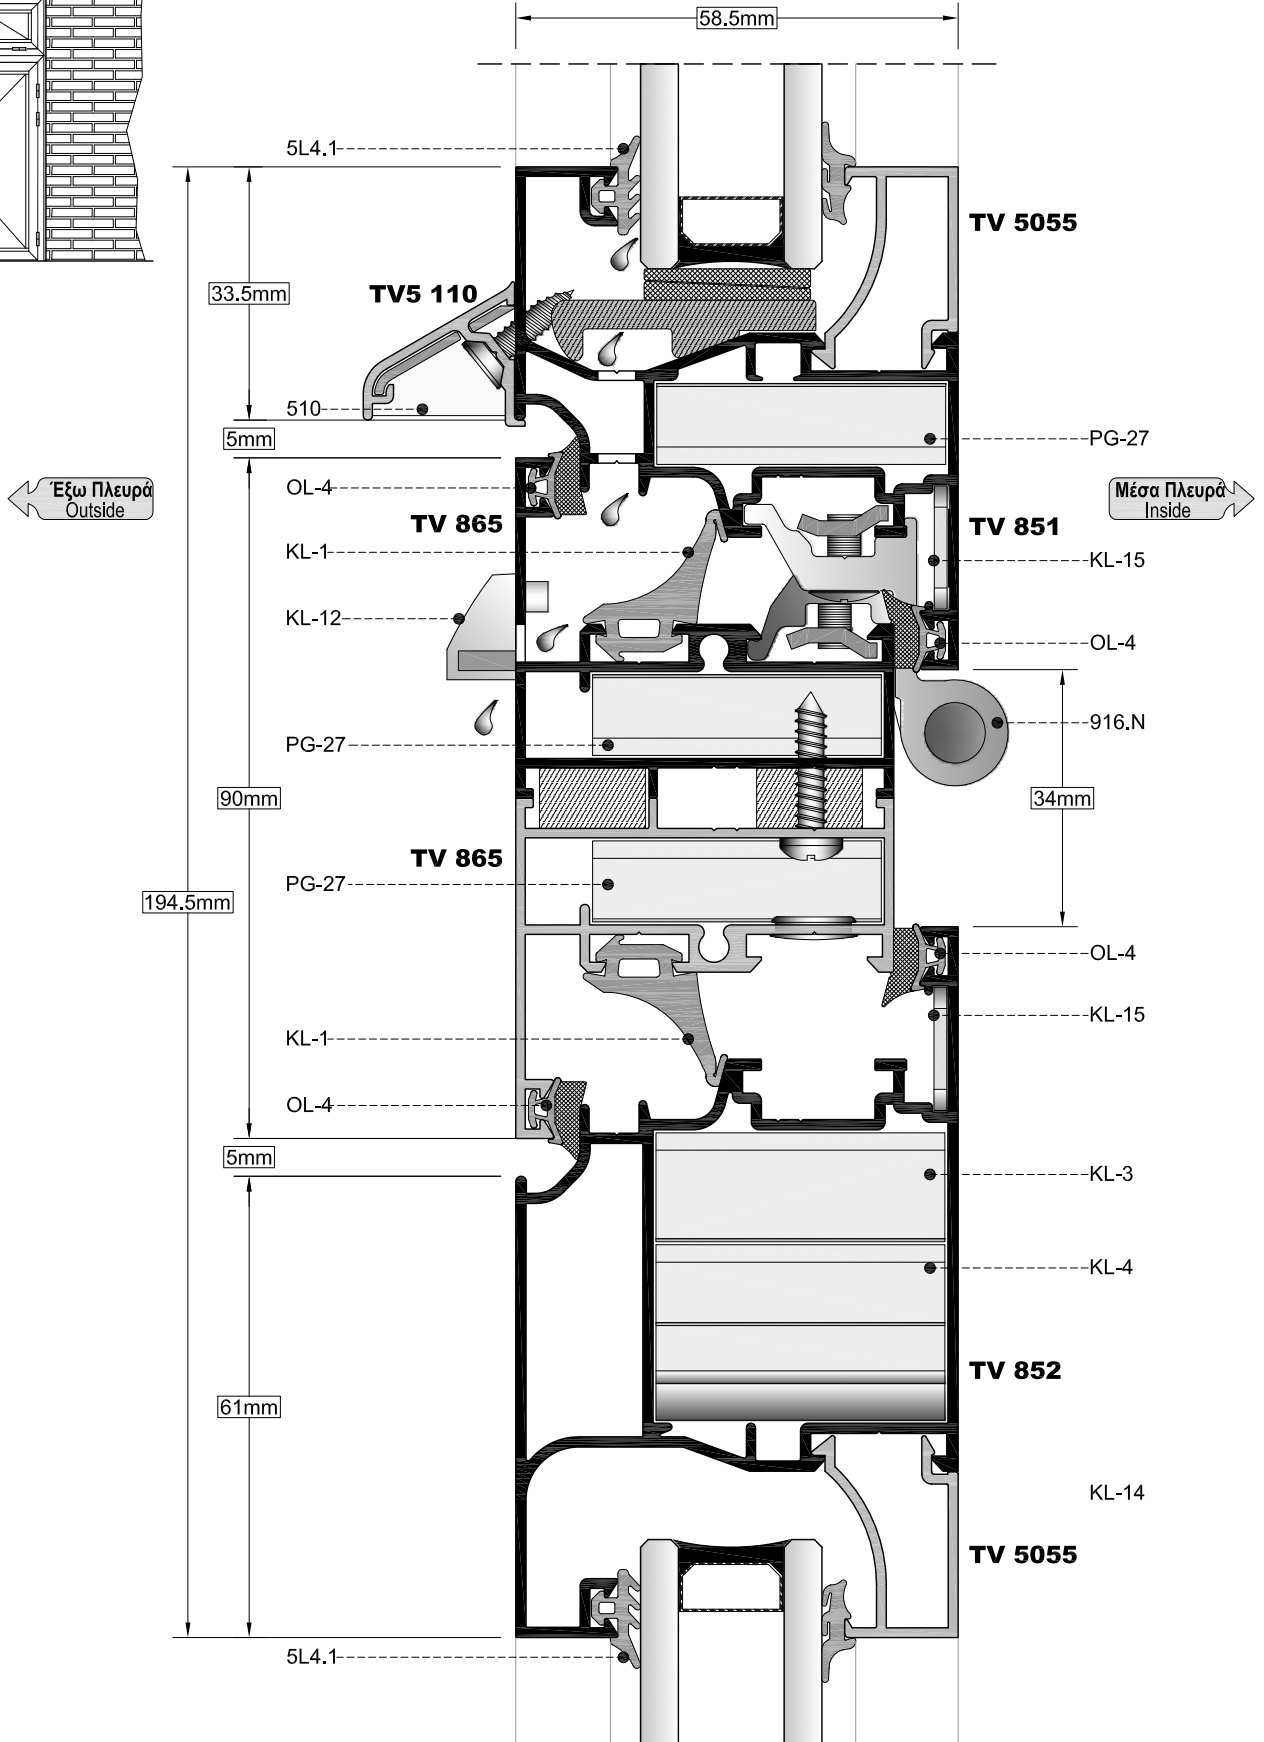 58.5mm
5L4.1
TV 5055
33.5mm
TV5 110
510
5mm
PG-27
OL-4
Έξω Πλευρά
Outside
Μέσα Πλευρά
Inside
TV 865
TV 851
KL-1
KL-15
KL-12
OL-4
916.N
PG-27
90mm
34mm
TV 865
PG-27
194.5mm
OL-4
KL-15
KL-1
OL-4
5mm
KL-3
KL-4
TV 852
61mm
KL-14
TV 5055
5L4.1